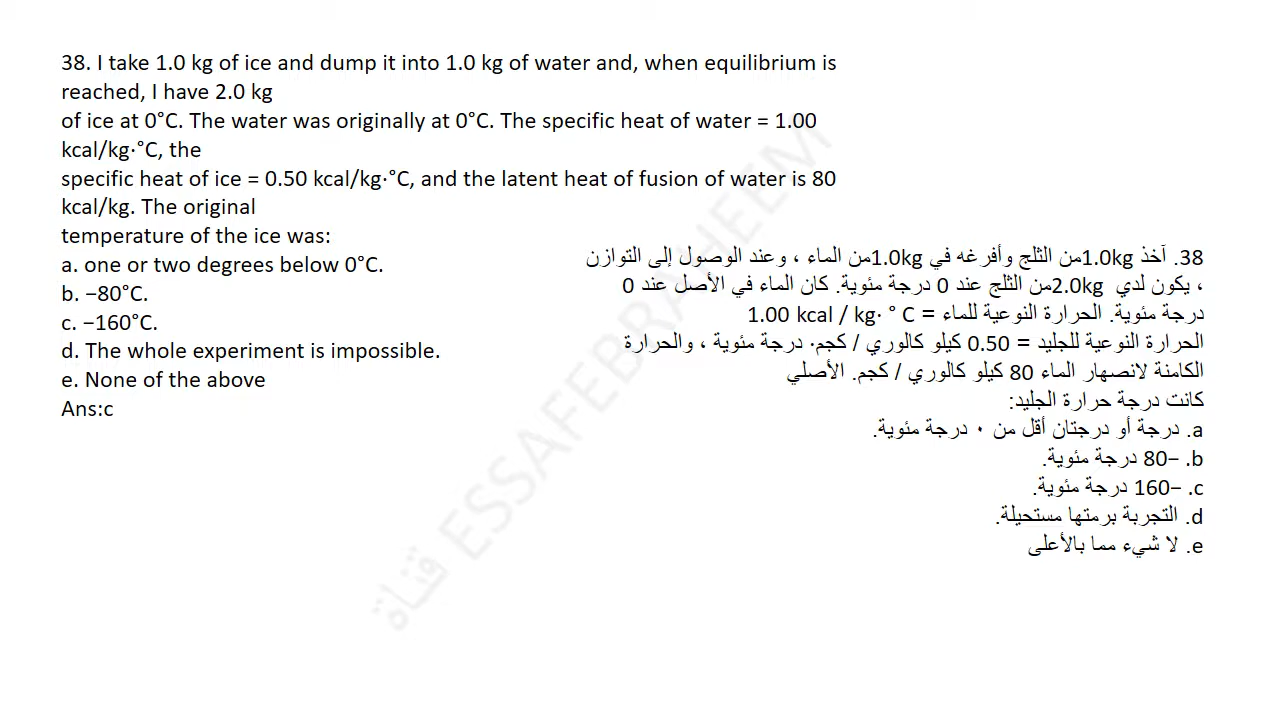 38. I take 1.0 kg of ice and dump it into 1.0 kg of water and, when equilibrium is
reached, I have 2.0 kg
of ice at 0°C. The water was originally at 0°C. The specific heat of water = 1.00
kcal/kg·°C, the
specific heat of ice = 0.50 kcal/kg·°C, and the latent heat of fusion of water is 80
kcal/kg. The original
temperature of the ice was:
a. one or two degrees below 0°C.
b. −80°C.
c. −160°C.
d. The whole experiment is impossible.
e. None of the above
Ans:c
38. آخذ 1.0kgمن الثلج وأفرغه في 1.0kgمن الماء ، وعند الوصول إلى التوازن
، يكون لدي 2.0kgمن الثلج عند 0 درجة مئوية. كان الماء في الأصل عند 0
درجة مئوية. الحرارة النوعية للماء = 1.00 kcal / kg· ° C
الحرارة النوعية للجليد = 0.50 كيلو كالوري / كجم· درجة مئوية ، والحرارة
الكامنة لانصهار الماء 80 كيلو كالوري / كجم. الأصلي
كانت درجة حرارة الجليد:
a. درجة أو درجتان أقل من ٠ درجة مئوية.
b. −80 درجة مئوية.
c. −160 درجة مئوية.
d. التجربة برمتها مستحيلة.
e. لا شيء مما بالأعلى
قناة ESSAFEBRAHEEM